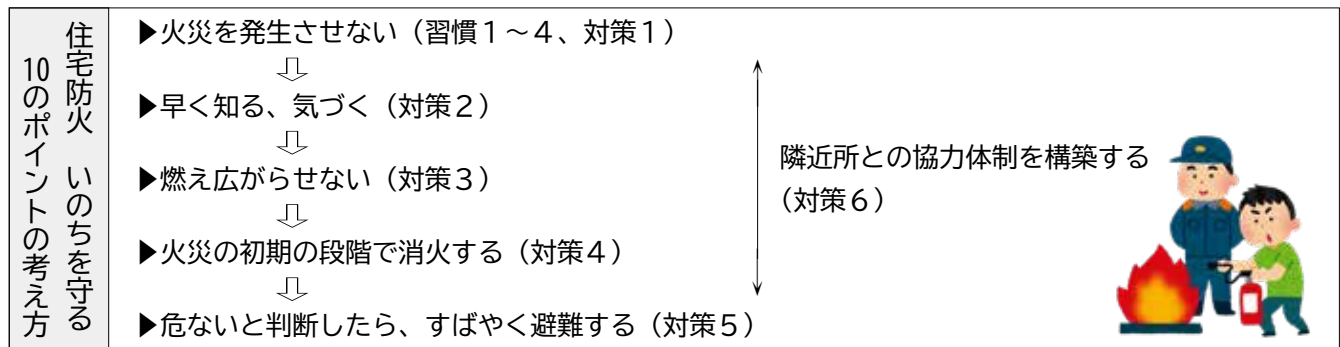 住宅防火 いのちを守る
10のポイントの考え方
▶火災を発生させない（習慣１～４、対策１）
▶早く知る、気づく（対策２）
▶燃え広がらせない（対策３）
▶火災の初期の段階で消火する（対策４）
▶危ないと判断したら、すばやく避難する（対策５）
隣近所との協力体制を構築する
（対策６）